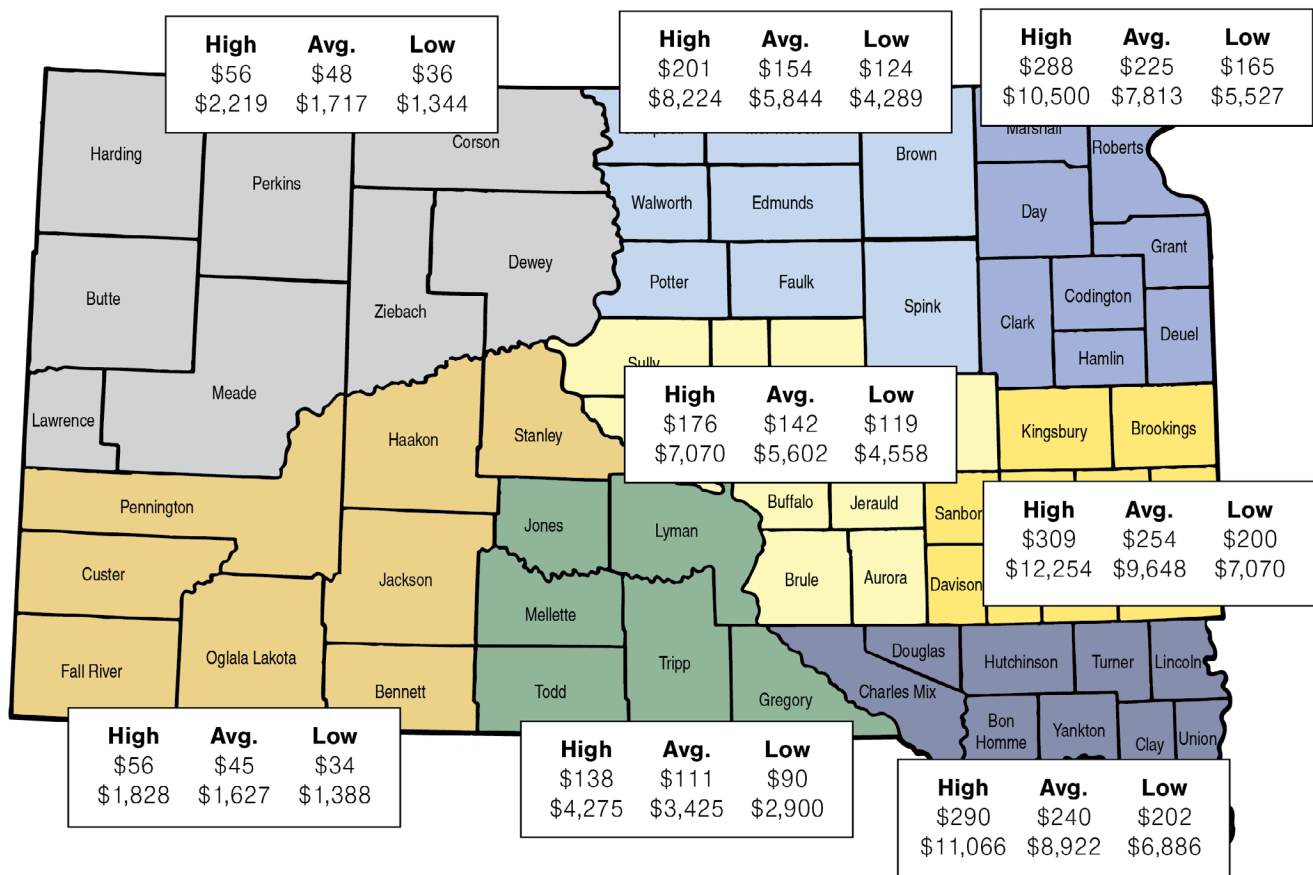 High Avg. Low
$56 $48 $36
$2,219 $1,717 $1,344
High Avg. Low
$201 $154 $124
$8,224 $5,844 $4,289
High Avg. Low
$288 $225 $165
$10,500 $7,813 $5,527
Harding
Perkins
Corson
Brown
Marshall
Roberts
Walworth
Edmunds
Day
Dewey
Grant
Butte
Ziebach
Potter
Faulk
Spink
Clark
Codington
Deuel
Hamlin
Sully
Meade
Lawrence
Haakon
Stanley
High Avg. Low
$176 $142 $119
$7,070 $5,602 $4,558
Kingsbury
Brookings
Pennington
Jones
Lyman
Buffalo
Jerauld
Sanbor
High Avg. Low
$309 $254 $200
$12,254 $9,648 $7,070
Custer
Jackson
Brule
Aurora
Davison
Mellette
Fall River
Oglala Lakota
Bennett
Todd
Tripp
Gregory
Charles Mix
Douglas
Hutchinson
Turner
Lincoln
Bon
Homme
Yankton
Clay
Union
High Avg. Low
$56 $45 $34
$1,828 $1,627 $1,388
High Avg. Low
$138 $111 $90
$4,275 $3,425 $2,900
High Avg. Low
$290 $240 $202
$11,066 $8,922 $6,886